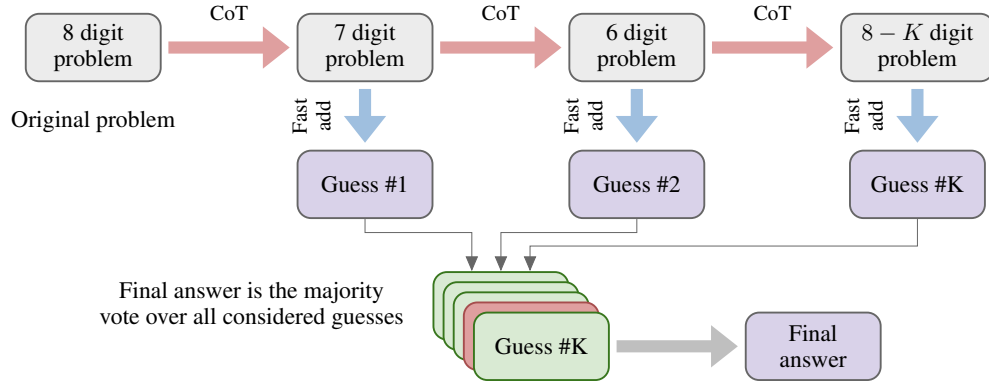 CoT
CoT
CoT
8 digit
problem
7 digit
problem
6 digit
problem
8 − K digit
problem
Original problem
Fast
add
Fast
add
Fast
add
Guess #1
Guess #2
Guess #K
Final answer is the majority
vote over all considered guesses
Guess #K
Final
answer